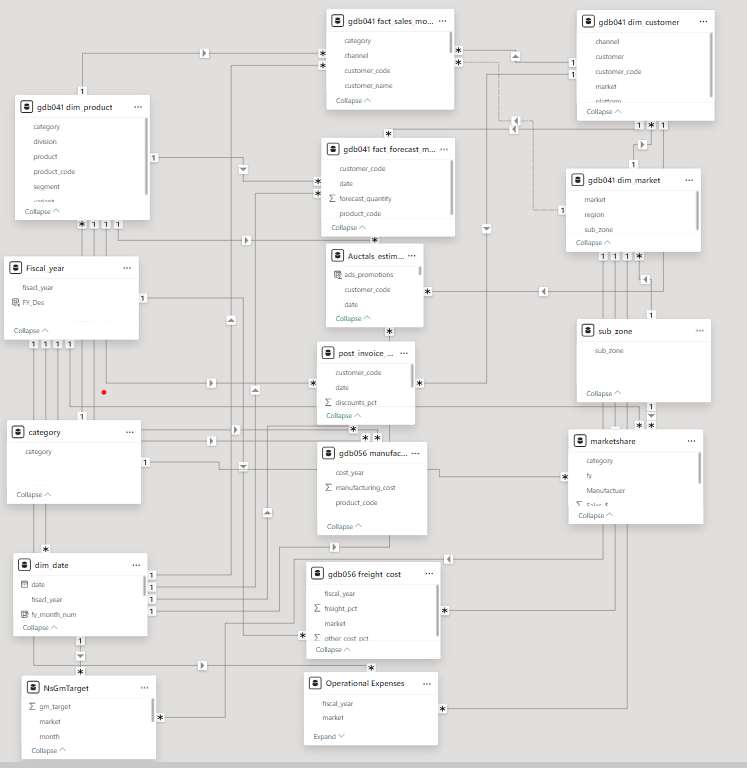 gdb041 fact_sales_mo...
category
channel
customer_code
customer_name
Collapse
gdb041 dim_customer
channel
customer
customer_code
market
platform
Collapse
gdb041 dim_product
category
division
product
product_code
segment
variant
Collapse
gdb041 fact_forecast_m...
customer_code
date
forecast_quantity
product_code
Collapse
gdb041 dim_market
market
region
sub_zone
Collapse
Fiscal_year
fisacl_year
FY_Des
Collapse
Auctals_estim...
ads_promotions
customer_code
date
Collapse
sub_zone
sub_zone
Collapse
post_invoice_...
customer_code
date
discounts_pct
Collapse
category
category
Collapse
gdb056 manufac...
cost_year
manufacturing_cost
product_code
Collapse
marketshare
category
fy
Manufactuer
Sales_$
Collapse
dim_date
date
fisacl_year
fy_month_num
Collapse
gdb056 freight_cost
fiscal_year
freight_pct
market
other_cost_pct
Collapse
NsGmTarget
gm_target
market
month
Collapse
Operational Expenses
fiscal_year
market
Expand